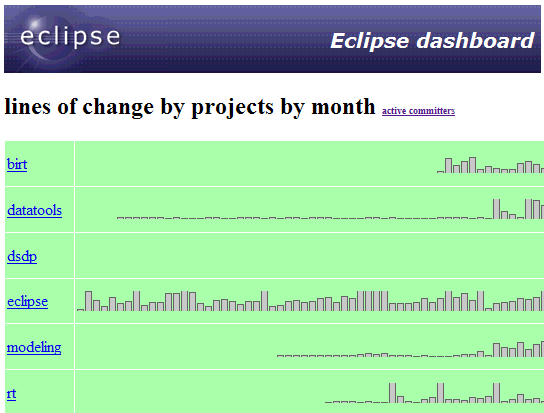 eclipse
Eclipse dashboard
lines of change by projects by month active committers
birt
datatools
dsdp
eclipse
modeling
rt